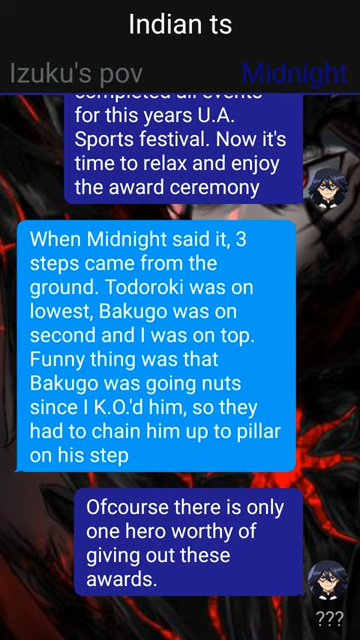 Indian ts
Izuku's pov Midnight
completed all events
for this years U.A.
Sports festival. Now it's
time to relax and enjoy
the award ceremony
When Midnight said it, 3
steps came from the
ground. Todoroki was on
lowest, Bakugo was on
second and I was on top.
Funny thing was that
Bakugo was going nuts
since I K.O.'d him, so they
had to chain him up to pillar
on his step
Ofcourse there is only
one hero worthy of
giving out these
awards.
???